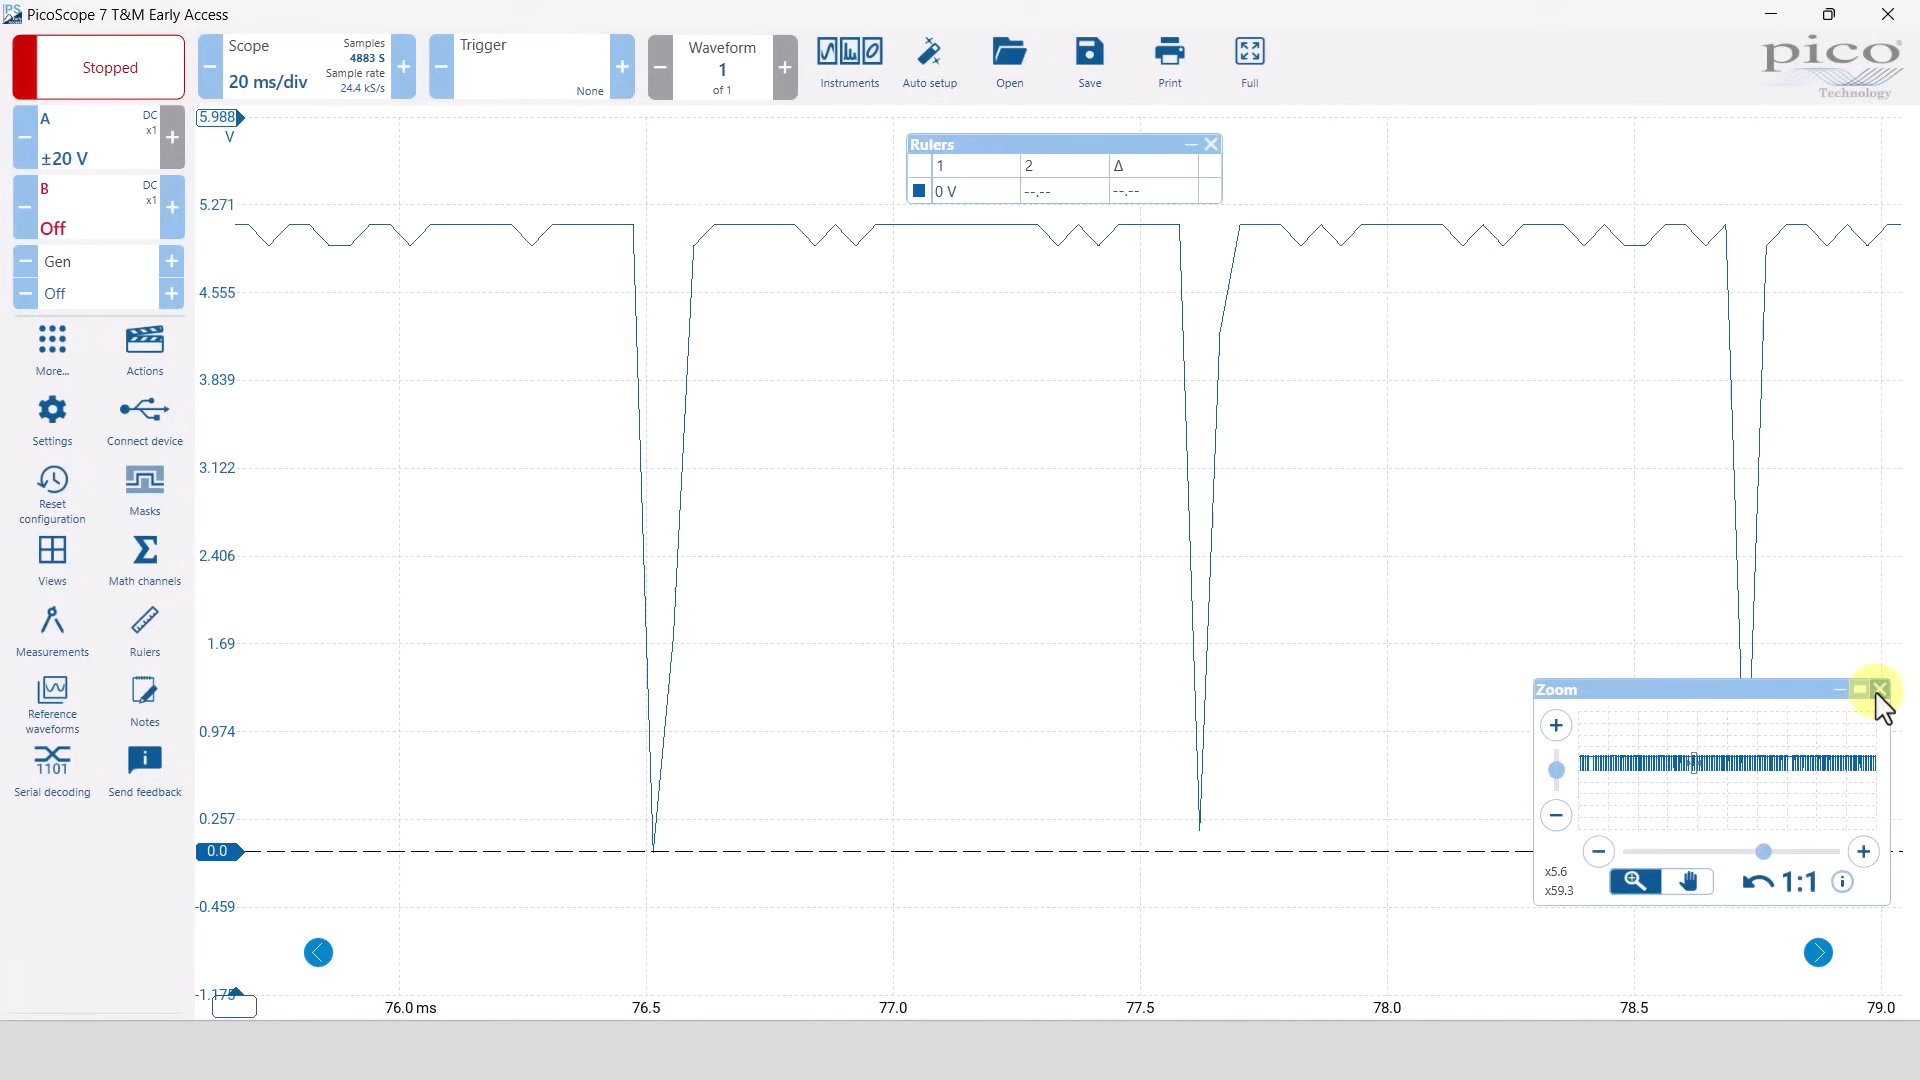 PicoScope 7 T&M Early Access
Stopped
Scope
20 ms/div
Samples
4883 S
Sample rate
24.4 kS/s
Trigger
None
Waveform
1
of 1
Instruments
Auto setup
Open
Save
Print
Full
pico
Technology
A
DC
x1
±20 V
B
DC
x1
Off
Gen
Off
More...
Actions
Settings
Connect device
Reset
configuration
Masks
Views
Math channels
Measurements
Rulers
Reference
waveforms
Notes
1101
Serial decoding
Send feedback
5.988
V
5.271
4.555
3.839
3.122
2.406
1.69
0.974
0.257
0.0
-0.459
-1.175
Rulers
1 2 Δ
0 V --.-- --.--
Zoom
x5.6
x59.3
1:1
76.0 ms 76.5 77.0 77.5 78.0 78.5 79.0